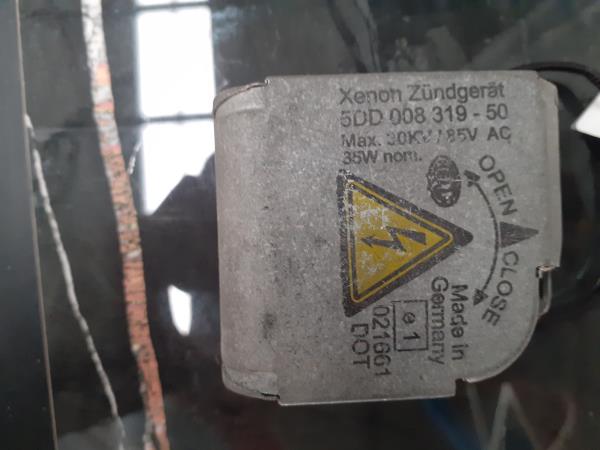 Xenon Zündgerät
5DD 008 319 - 50
Max. 30KV / 85V AC
35W nom.
OPEN
CLOSE
Made in
Germany
e 1
021661
DOT